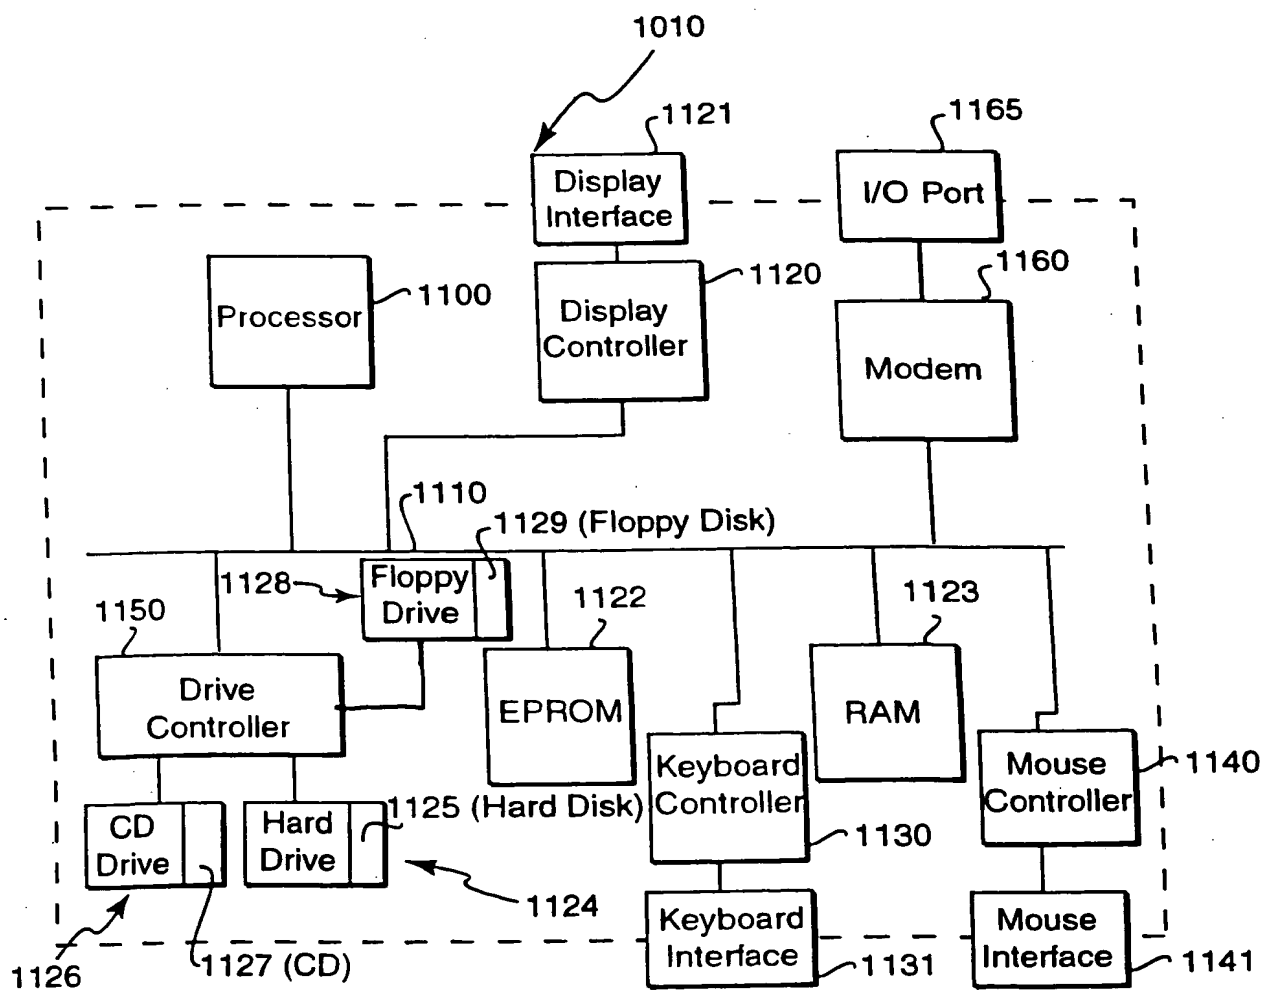 1010
1121
1165
Display
Interface
I/O Port
1120
1160
Processor
1100
Display
Controller
Modem
1110
1129 (Floppy Disk)
1128
Floppy
Drive
1122
1123
1150
Drive
Controller
EPROM
RAM
Keyboard
Controller
Mouse
Controller
1140
CD
Drive
Hard
Drive
1125 (Hard Disk)
1130
1124
Keyboard
Interface
Mouse
Interface
1126
1127 (CD)
1131
1141